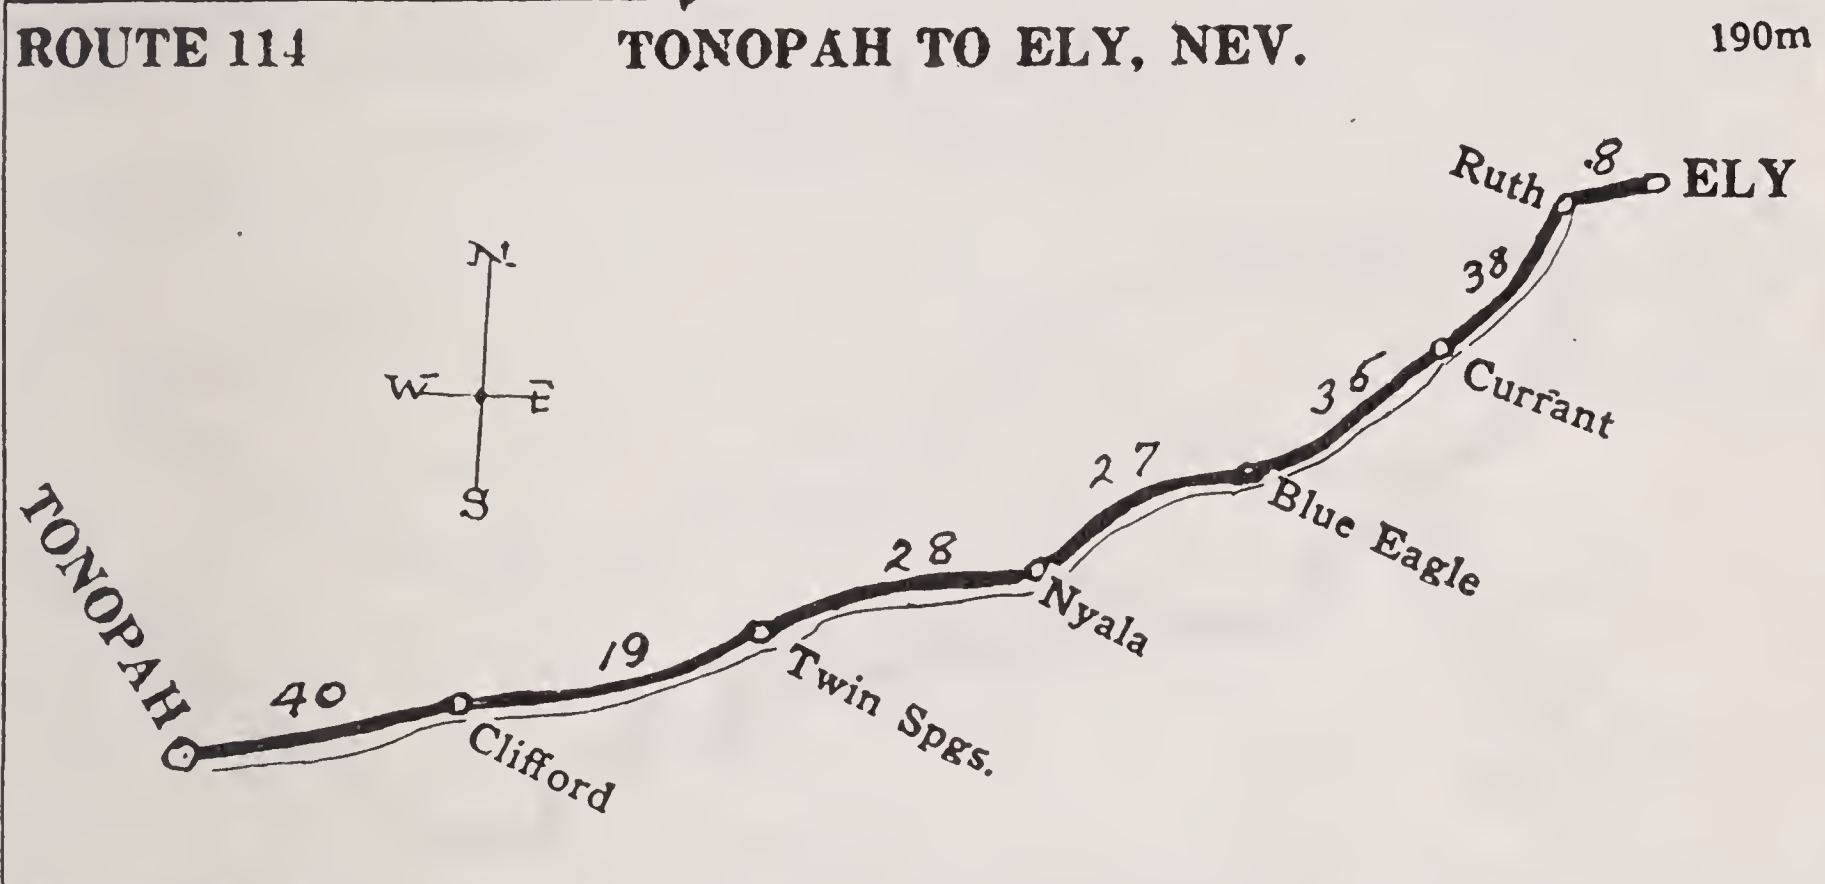 ROUTE 114 TONOPAH TO ELY, NEV. 190m
Ruth .8 ELY
38
N
W E
S
36
Currant
27
Blue Eagle
28
Nyala
TONOPAH
19
Twin Spgs.
40
Clifford